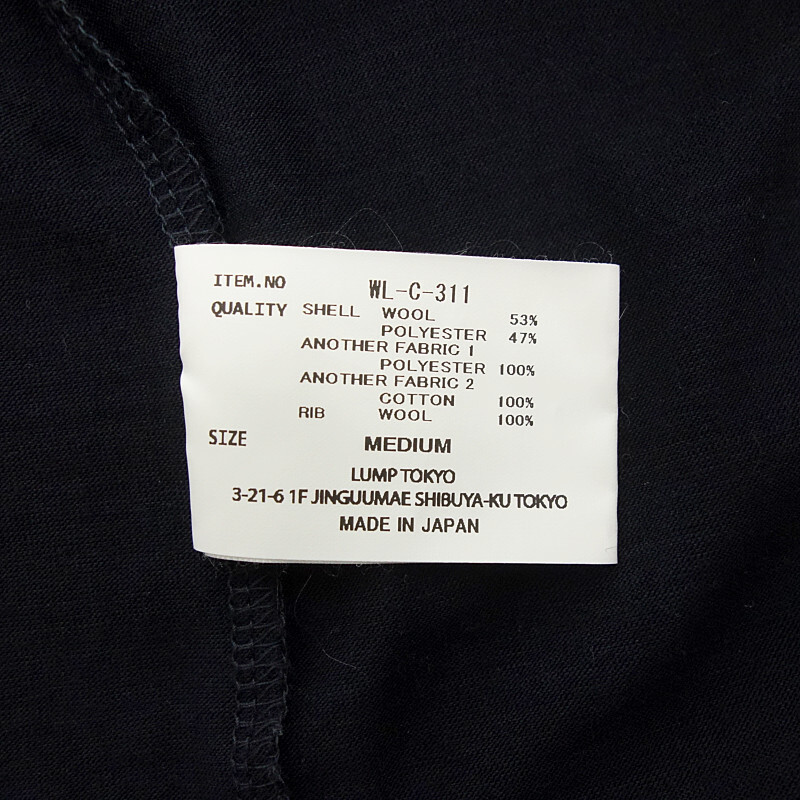 ITEM.NO WL-C-311
QUALITY SHELL WOOL 53%
POLYESTER 47%
ANOTHER FABRIC 1
POLYESTER 100%
ANOTHER FABRIC 2
COTTON 100%
RIB WOOL 100%
SIZE MEDIUM
LUMP TOKYO
3-21-6 1F JINGUUMAE SHIBUYA-KU TOKYO
MADE IN JAPAN